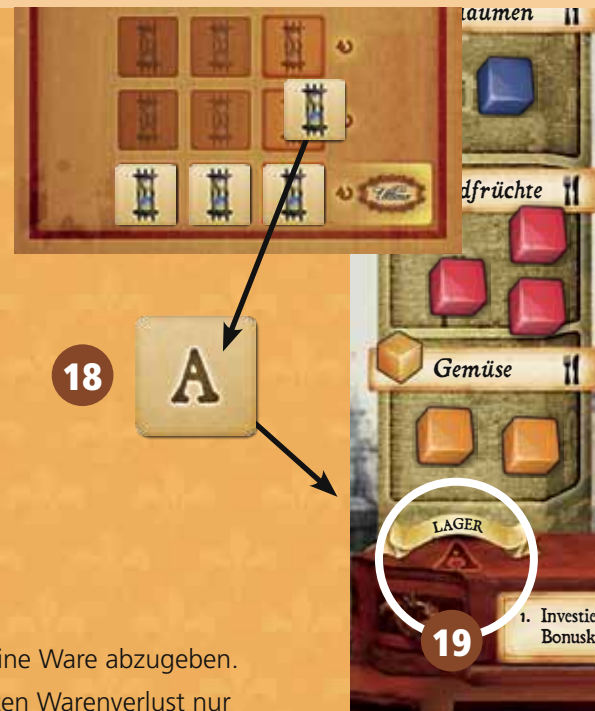 aumen
dfrüchte
Gemüse
18
A
LAGER
A
19
1. Investie
Bonusk
ine Ware abzugeben.
en Warenverlust nur